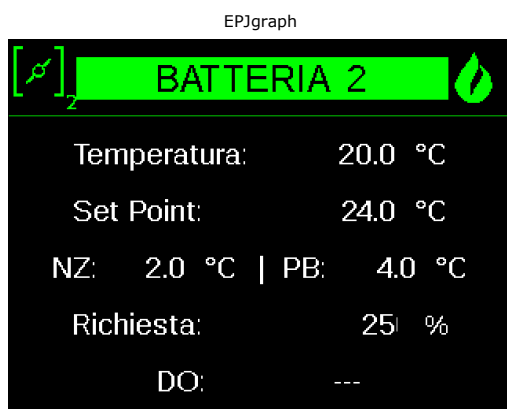 EPJgraph
BATTERIA 2
2
Temperatura: 20.0 °C
Set Point: 24.0 °C
NZ: 2.0 °C | PB: 4.0 °C
Richiesta: 25 %
DO: ---